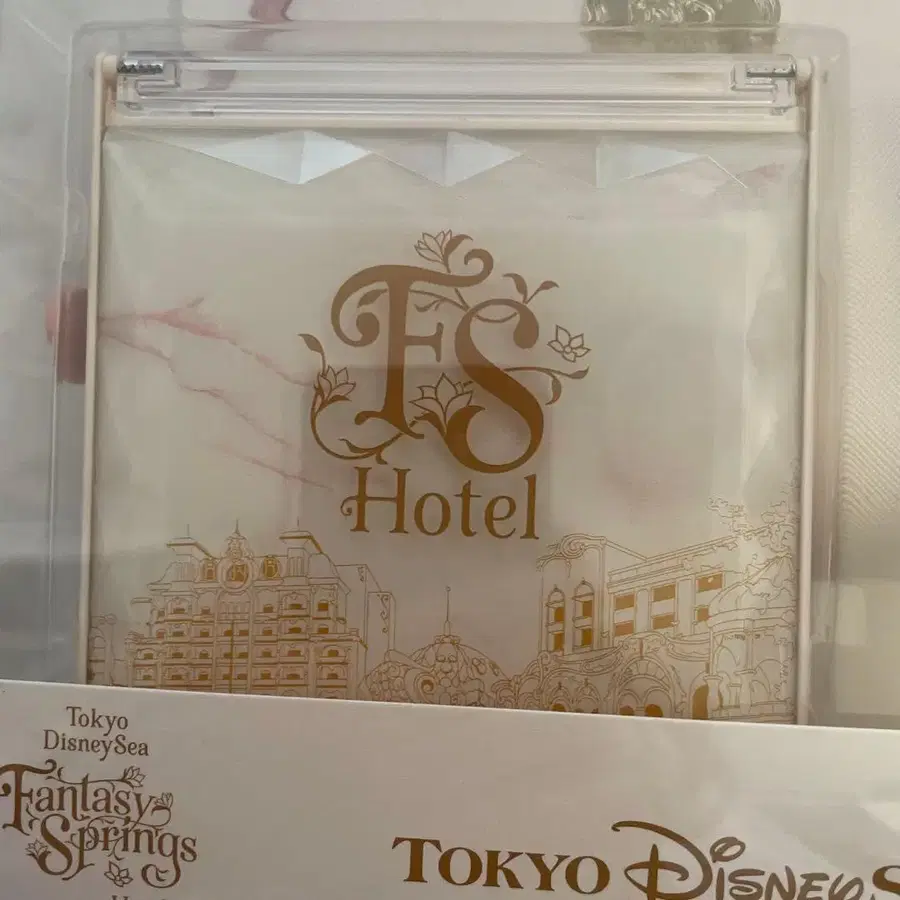 FS
Hotel
Tokyo
DisneySea
Fantasy
Springs
TOKYO DISNEY